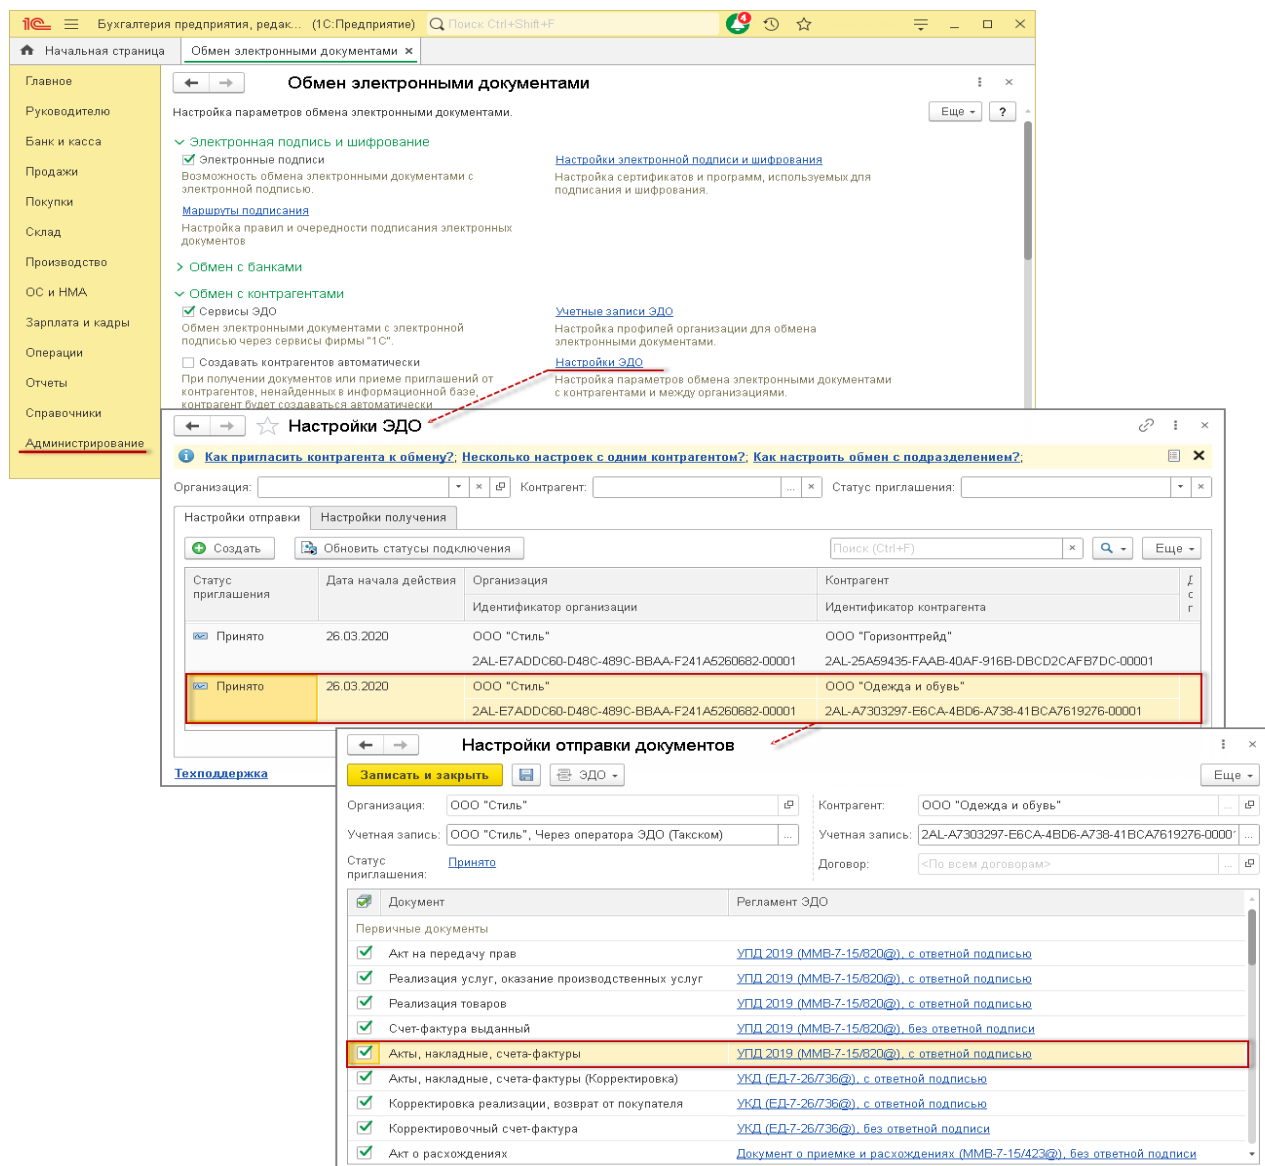 1С Бухгалтерия предприятия, редак... (1С:Предприятие) Поиск Ctrl+Shift+F 4
Начальная страница Обмен электронными документами ×
Главное
Руководителю
Банк и касса
Продажи
Покупки
Склад
Производство
ОС и НМА
Зарплата и кадры
Операции
Отчеты
Справочники
Администрирование
Обмен электронными документами
Настройка параметров обмена электронными документами. Еще ?
Электронная подпись и шифрование
Электронные подписи Настройки электронной подписи и шифрования
Возможность обмена электронными документами с Настройка сертификатов и программ, используемых для
электронной подписью. подписания и шифрования.
Маршруты подписания
Настройка правил и очередности подписания электронных
документов
Обмен с банками
Обмен с контрагентами
Сервисы ЭДО Учетные записи ЭДО
Обмен электронными документами с электронной Настройка профилей организации для обмена
подписью через сервисы фирмы "1С". электронными документами.
Создавать контрагентов автоматически Настройки ЭДО
При получении документов или приеме приглашений от Настройка параметров обмена электронными документами
контрагентов, ненайденных в информационной базе, с контрагентами и между организациями.
контрагент будет создаваться автоматически
Настройки ЭДО
Как пригласить контрагента к обмену?; Несколько настроек с одним контрагентом?; Как настроить обмен с подразделением?;
Организация: Контрагент: ... Статус приглашения:
Настройки отправки Настройки получения
Создать Обновить статусы подключения Поиск (Ctrl+F) × Еще
Статус приглашения Дата начала действия Организация Контрагент
Идентификатор организации Идентификатор контрагента
Принято 26.03.2020 ООО "Стиль" ООО "Горизонттрейд"
2AL-E7ADDC60-D48C-489C-BBAA-F241A5260682-00001 2AL-25A59435-FAAB-40AF-916B-DBCD2CAFB7DC-00001
Принято 26.03.2020 ООО "Стиль" ООО "Одежда и обувь"
2AL-E7ADDC60-D48C-489C-BBAA-F241A5260682-00001 2AL-A7303297-E6CA-4BD6-A738-41BCA7619276-00001
Техподдержка
Настройки отправки документов
Записать и закрыть ЭДО Еще
Организация: ООО "Стиль" Контрагент: ООО "Одежда и обувь" ...
Учетная запись: ООО "Стиль", Через оператора ЭДО (Такском) ... Учетная запись: 2AL-A7303297-E6CA-4BD6-A738-41BCA7619276-0000 ...
Статус приглашения: Принято Договор: <По всем договорам> ...
Документ Регламент ЭДО
Первичные документы
Акт на передачу прав УПД 2019 (ММВ-7-15/820@), с ответной подписью
Реализация услуг, оказание производственных услуг УПД 2019 (ММВ-7-15/820@), с ответной подписью
Реализация товаров УПД 2019 (ММВ-7-15/820@), с ответной подписью
Счет-фактура выданный УПД 2019 (ММВ-7-15/820@), без ответной подписи
Акты, накладные, счета-фактуры УПД 2019 (ММВ-7-15/820@), с ответной подписью
Акты, накладные, счета-фактуры (Корректировка) УКД (ЕД-7-26/736@), с ответной подписью
Корректировка реализации, возврат от покупателя УКД (ЕД-7-26/736@), с ответной подписью
Корректировочный счет-фактура УКД (ЕД-7-26/736@), без ответной подписи
Акт о расхождениях Документ о приемке и расхождениях (ММВ-7-15/423@), без ответной подписи